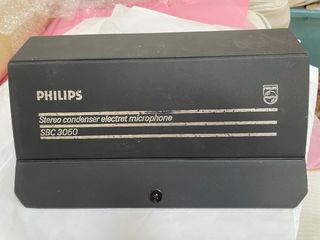 PHILIPS
Stereo condenser electret microphone
SBC 3050